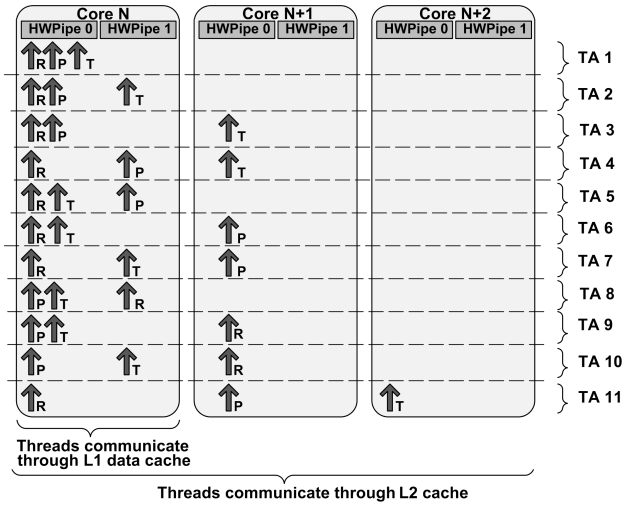 Core N Core N+1 Core N+2
HWPipe 0 HWPipe 1 HWPipe 0 HWPipe 1 HWPipe 0 HWPipe 1
R P T TA 1
R P T TA 2
R P T TA 3
R P T TA 4
R T P TA 5
R T P TA 6
R T P TA 7
P T R TA 8
P T R TA 9
P T R TA 10
R P T TA 11
Threads communicate
through L1 data cache
Threads communicate through L2 cache